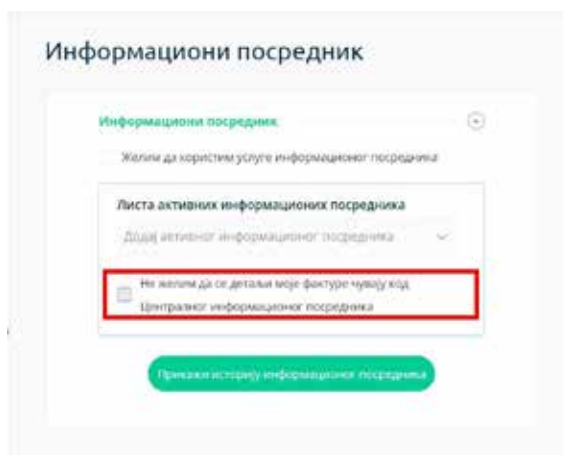 Информациони посредник
Информациони посредник
Желим да користим услуге информационог посредника
Листа активних информационих посредника
Додај активног информационог посредника
Не желим да се детаљи моје фактуре чувају код
Централног информационог посредника
Прикажи историју информационог посредника